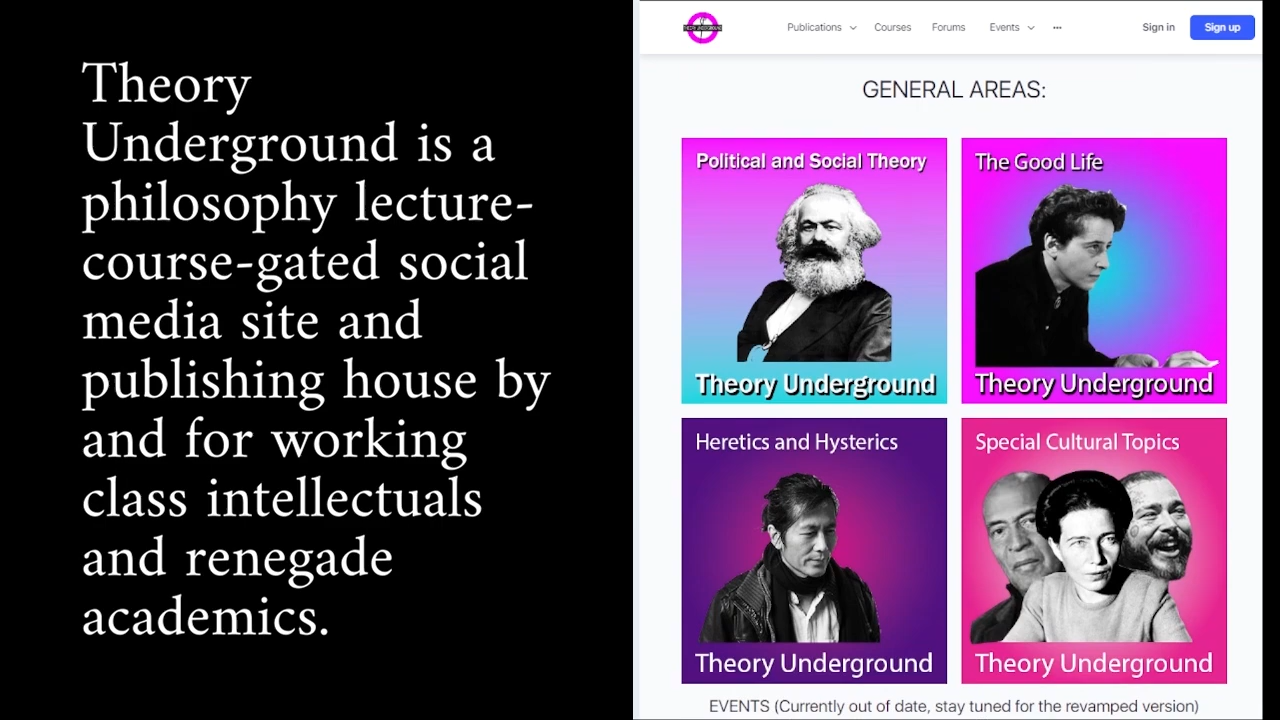 Theory
Underground is a
philosophy lecture-
course-gated social
media site and
publishing house by
and for working
class intellectuals
and renegade
academics.
THEORY UNDERGROUND
Publications
Courses
Forums
Events
Sign in
Sign up
GENERAL AREAS:
Political and Social Theory
Theory Underground
The Good Life
Theory Underground
Heretics and Hysterics
Theory Underground
Special Cultural Topics
Theory Underground
EVENTS (Currently out of date, stay tuned for the revamped version)